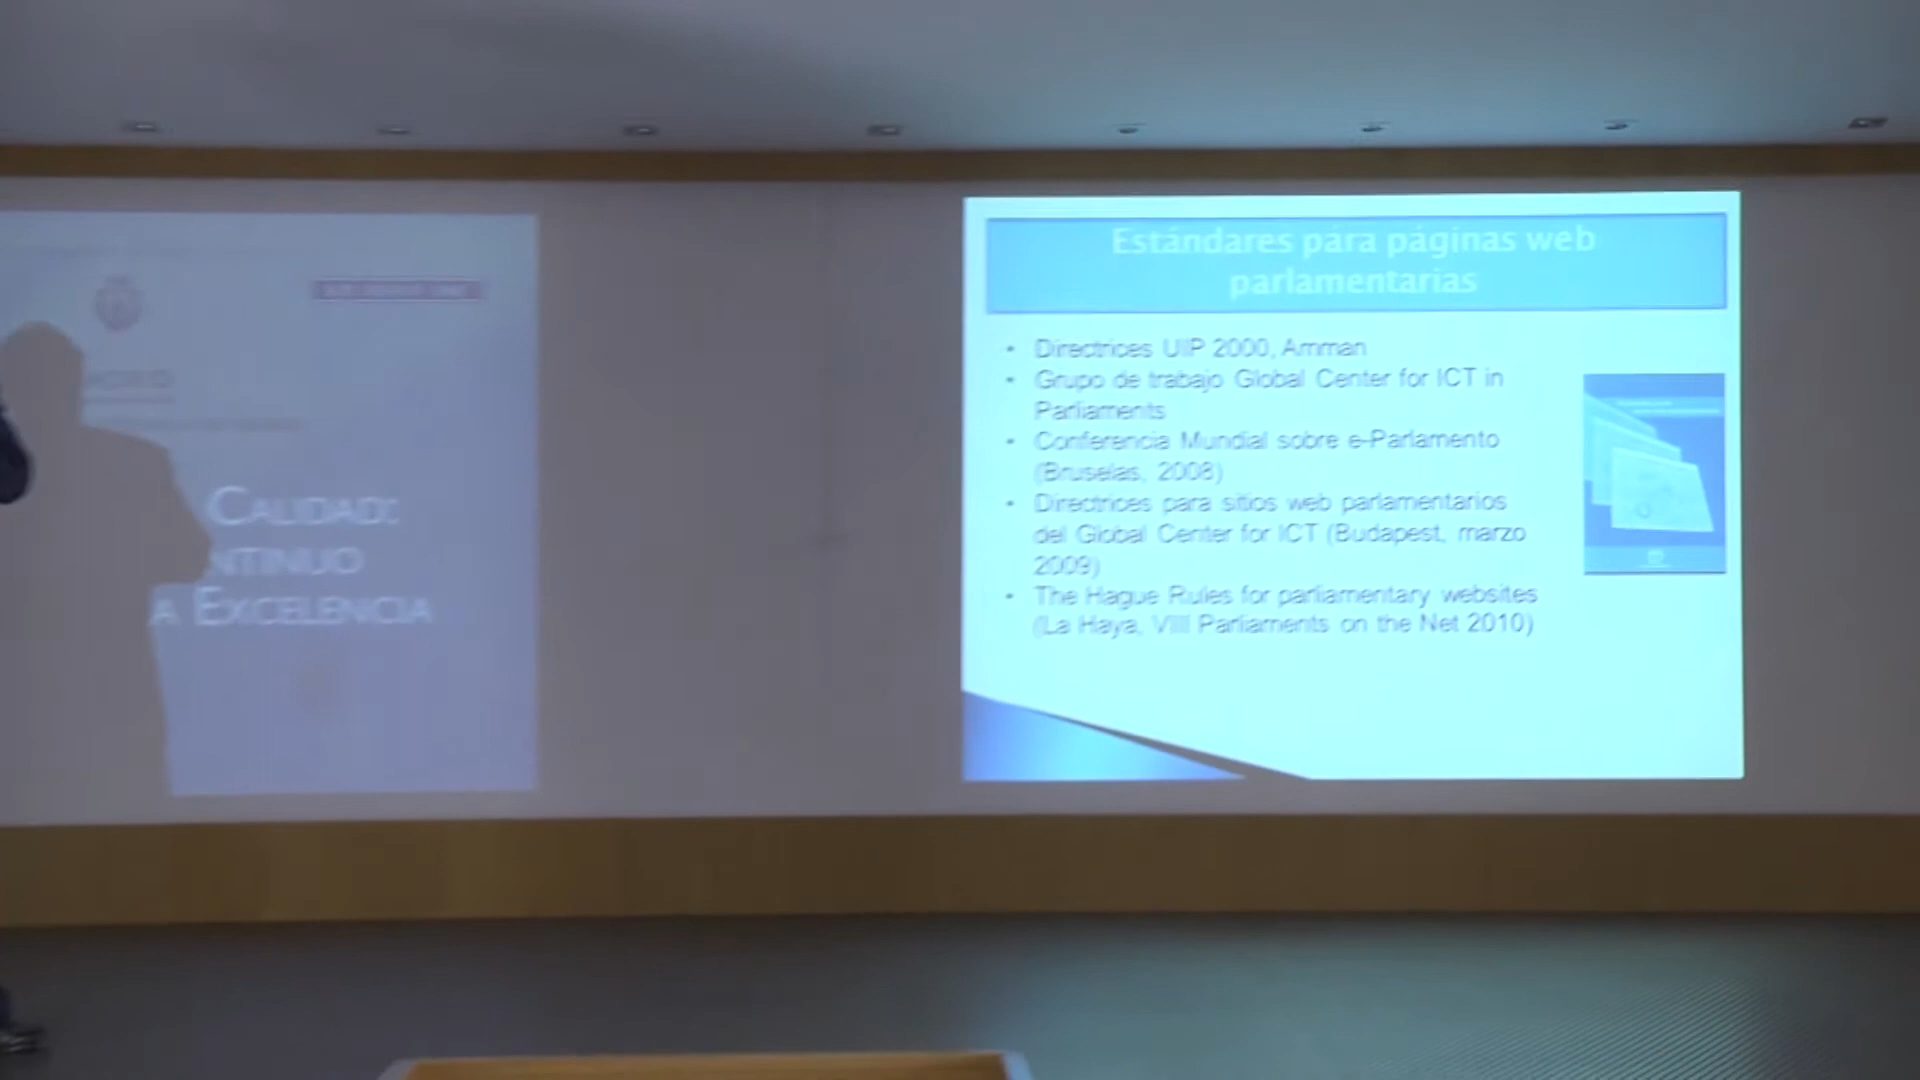 CALIDAD:
NTINUO
A EXCELENCIA
Estándares para páginas web
parlamentarias
• Directrices UIP 2000, Amman
• Grupo de trabajo Global Center for ICT in
Parliaments
• Conferencia Mundial sobre e-Parlamento
(Bruselas, 2008)
• Directrices para sitios web parlamentarios
del Global Center for ICT (Budapest, marzo
2009)
• The Hague Rules for parliamentary websites
(La Haya, VIII Parliaments on the Net 2010)